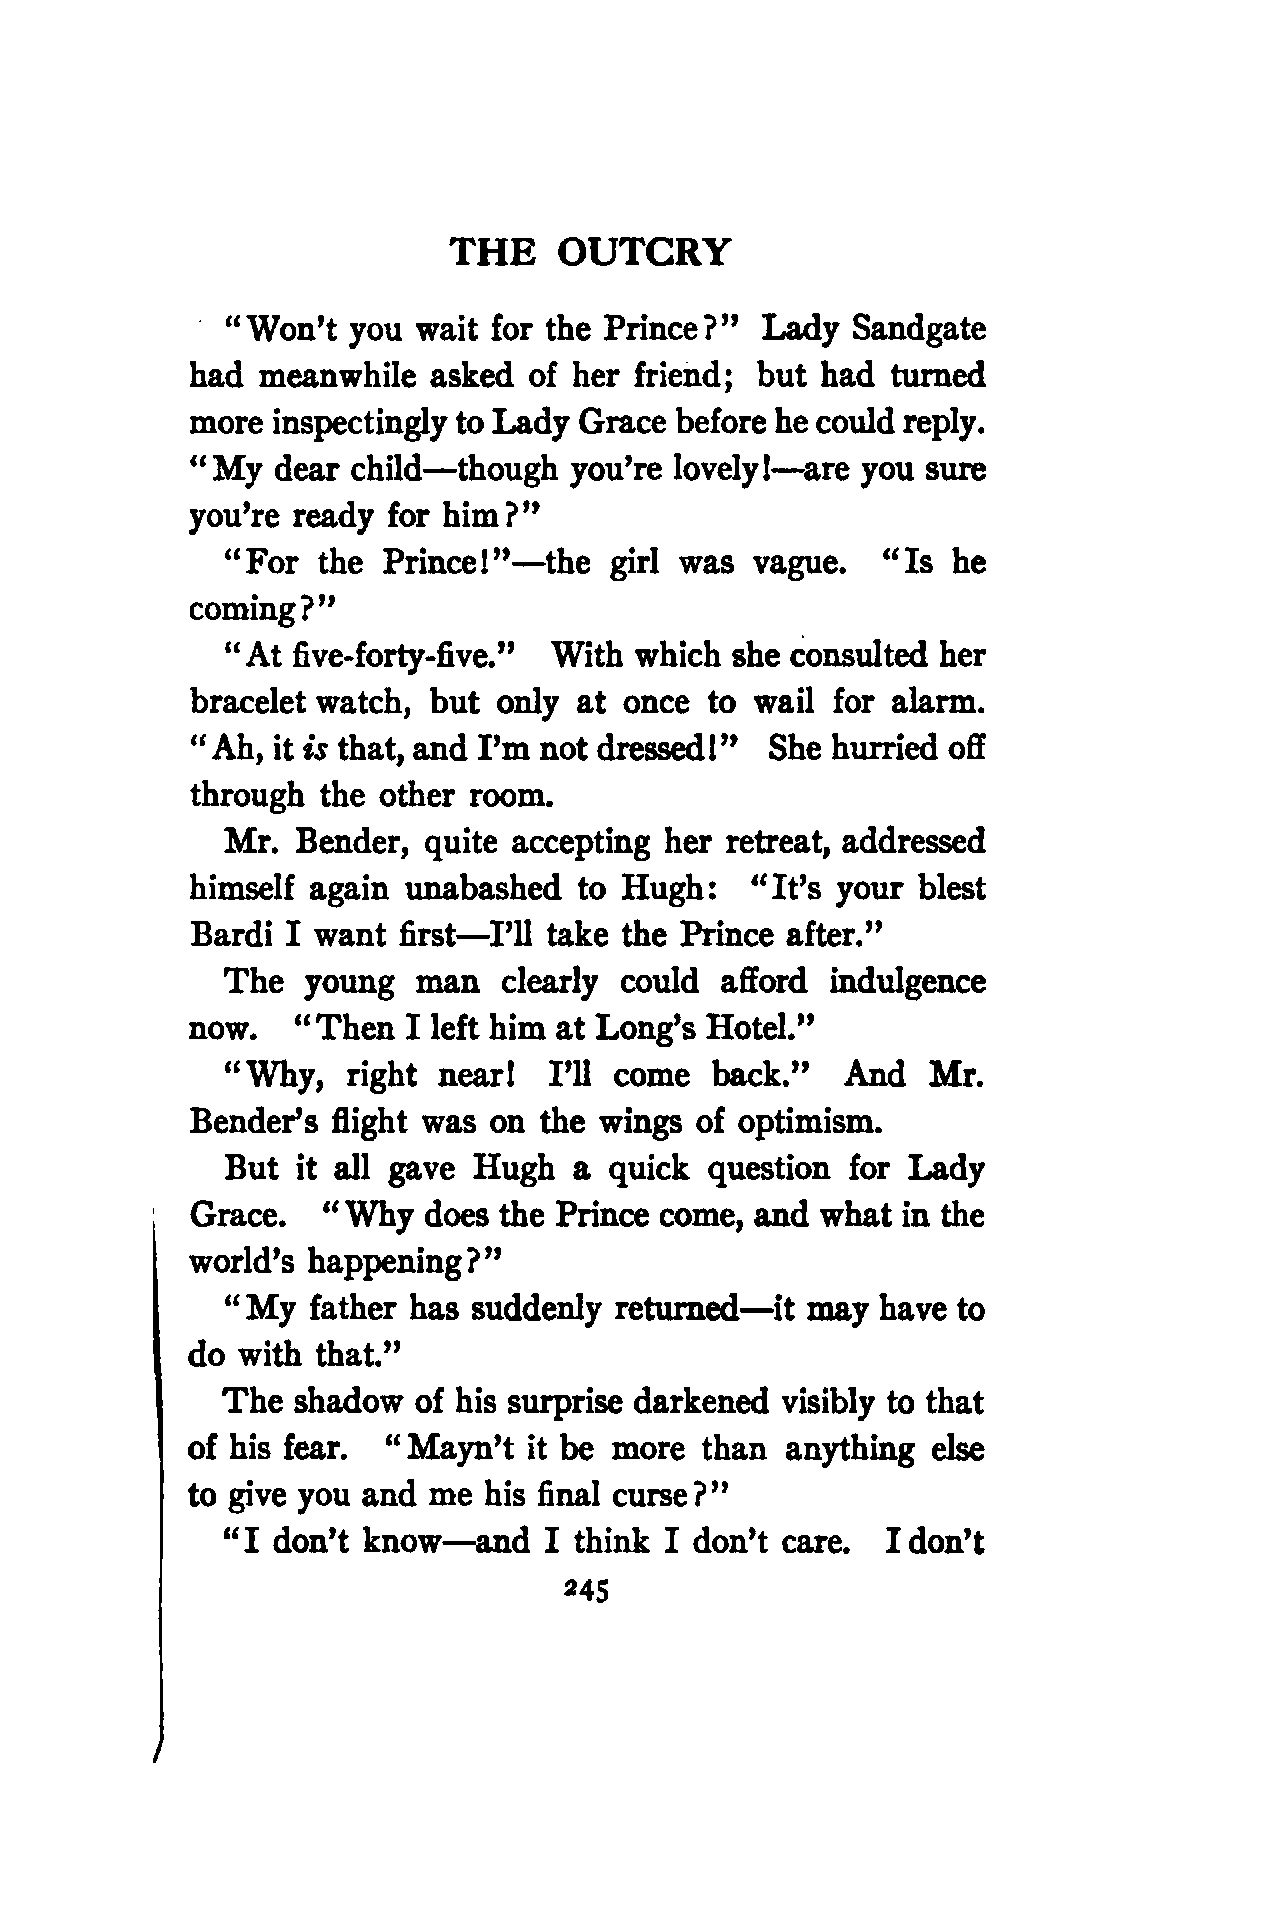 THE OUTCRY
“Won’t you wait for the Prince?” Lady Sandgate
had meanwhile asked of her friend; but had turned
more inspectingly to Lady Grace before he could reply.
“My dear child—though you’re lovely!—are you sure
you’re ready for him?”
“For the Prince!”—the girl was vague. “Is he
coming?”
“At five-forty-five.” With which she consulted her
bracelet watch, but only at once to wail for alarm.
“Ah, it is that, and I’m not dressed!” She hurried off
through the other room.
Mr. Bender, quite accepting her retreat, addressed
himself again unabashed to Hugh: “It’s your blest
Bardi I want first—I’ll take the Prince after.”
The young man clearly could afford indulgence
now. “Then I left him at Long’s Hotel.”
“Why, right near! I’ll come back.” And Mr.
Bender’s flight was on the wings of optimism.
But it all gave Hugh a quick question for Lady
Grace. “Why does the Prince come, and what in the
world’s happening?”
“My father has suddenly returned—it may have to
do with that.”
The shadow of his surprise darkened visibly to that
of his fear. “Mayn’t it be more than anything else
to give you and me his final curse?”
“I don’t know—and I think I don’t care. I don’t
245